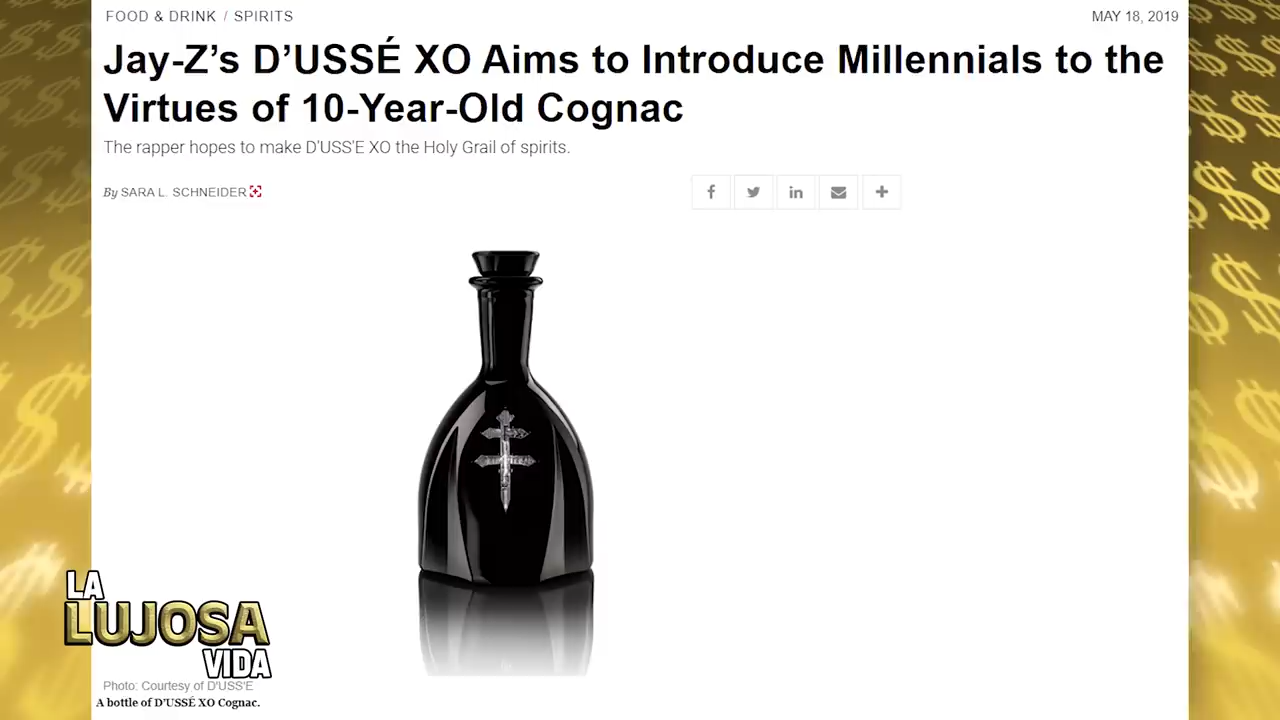 FOOD & DRINK / SPIRITS
MAY 18, 2019
Jay-Z’s D’USSÉ XO Aims to Introduce Millennials to the
Virtues of 10-Year-Old Cognac
The rapper hopes to make D'USS'E XO the Holy Grail of spirits.
By SARA L. SCHNEIDER
LA
LUJOSA
VIDA
Photo: Courtesy of D'USS'E
A bottle of D'USSÉ XO Cognac.